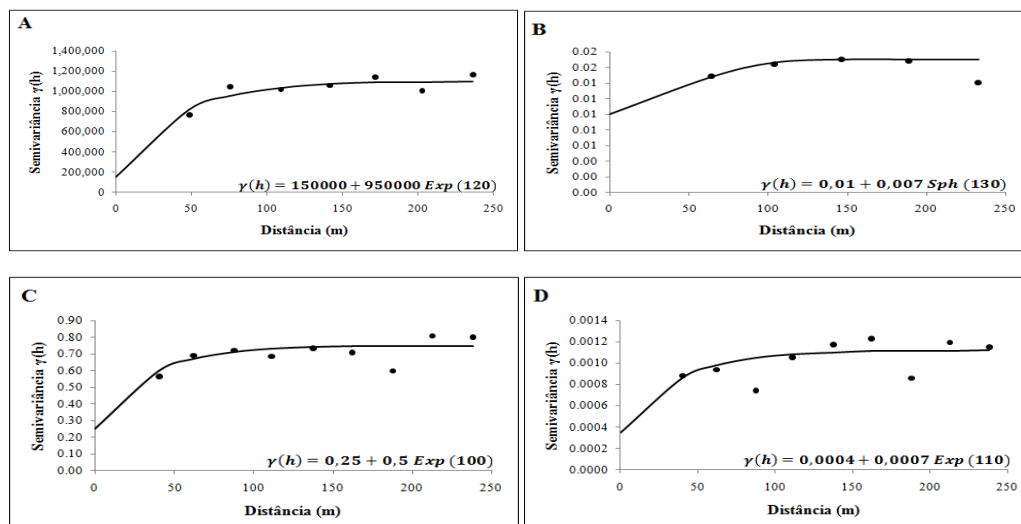 A
Semivariância γ(h)
1,400,000
1,200,000
1,000,000
800,000
600,000
400,000
200,000
0
γ(h) = 150000 + 950000 Exp (120)
0 50 100 150 200 250
Distância (m)
B
Semivariância γ(h)
0.02
0.02
0.01
0.01
0.01
0.01
0.01
0.00
0.00
0.00
γ(h) = 0,01 + 0,007 Sph (130)
0 50 100 150 200 250
Distância (m)
C
Semivariância γ(h)
0.90
0.80
0.70
0.60
0.50
0.40
0.30
0.20
0.10
0.00
γ(h) = 0,25 + 0,5 Exp (100)
0 50 100 150 200 250
Distância (m)
D
Semivariância γ(h)
0.0014
0.0012
0.0010
0.0008
0.0006
0.0004
0.0002
0.0000
γ(h) = 0,0004 + 0,0007 Exp (110)
0 50 100 150 200 250
Distância (m)